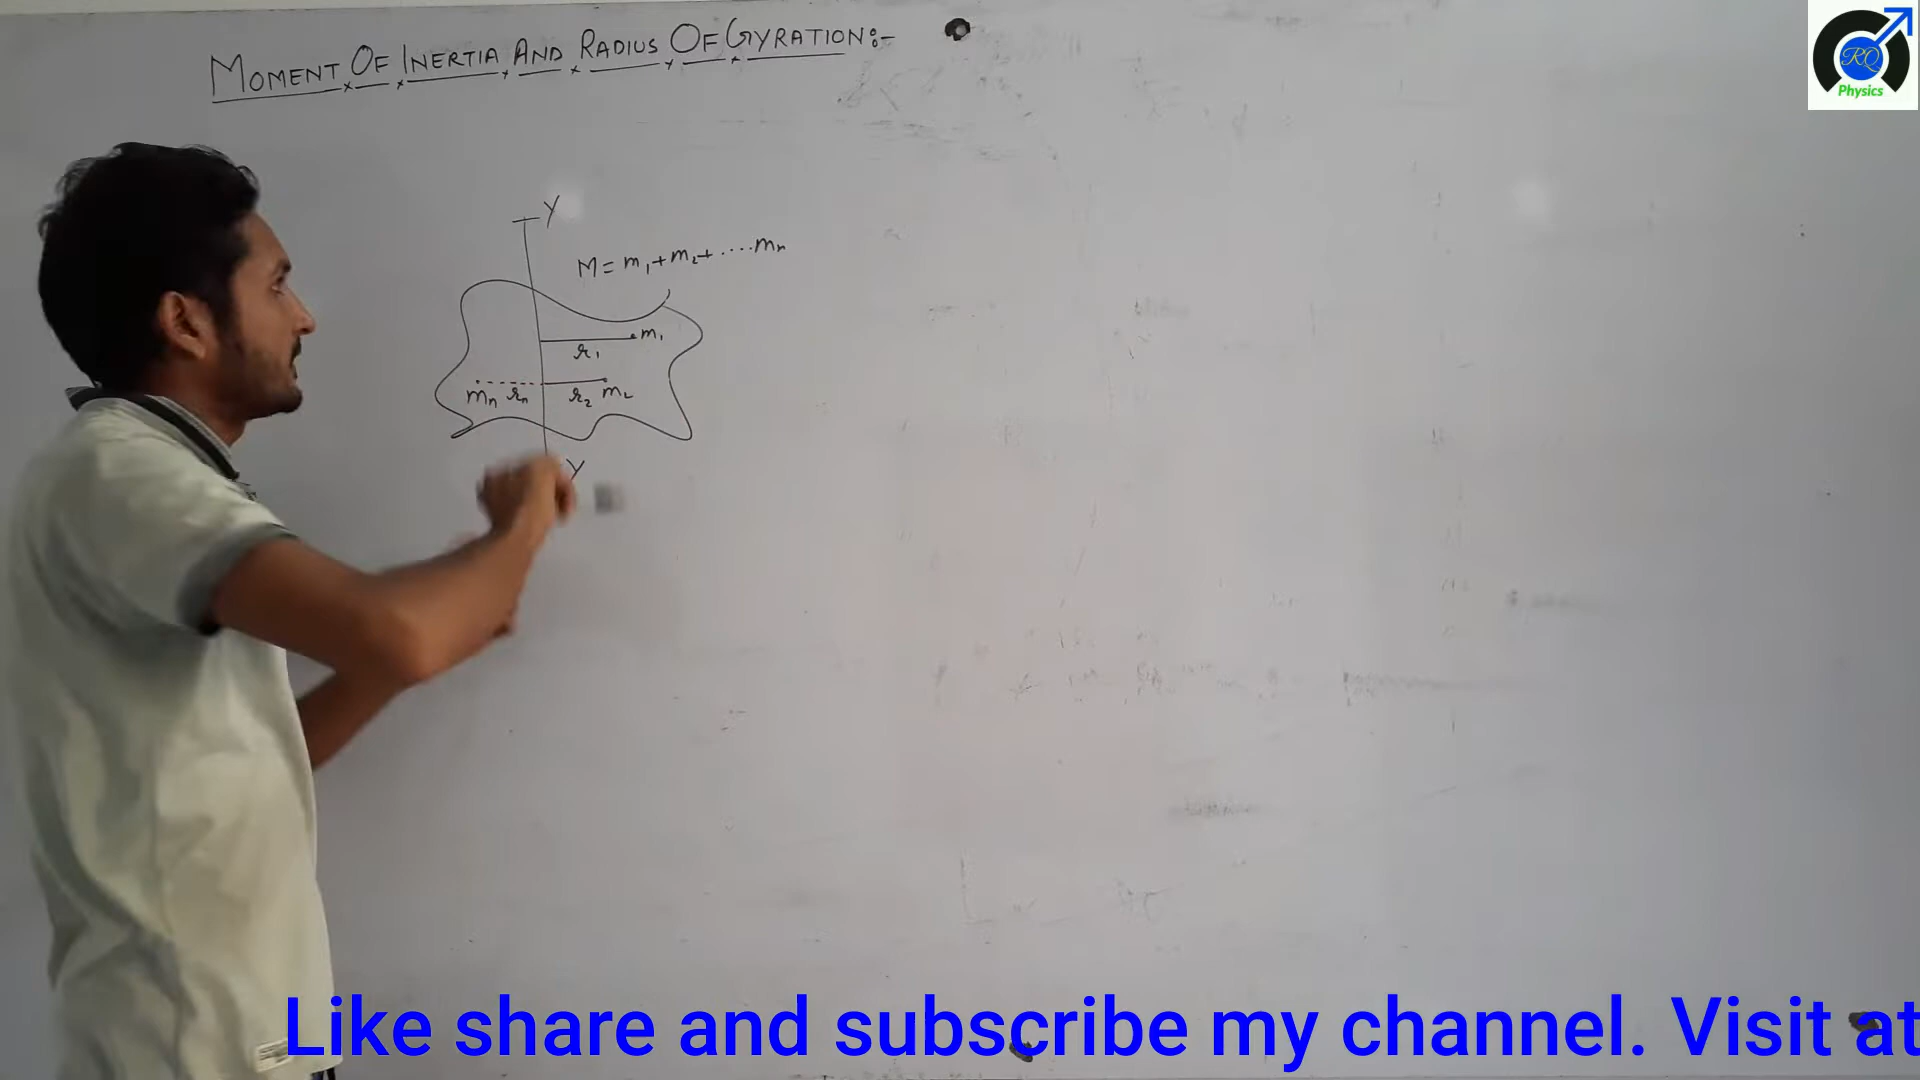 MOMENT OF INERTIA AND RADIUS OF GYRATION:-
RQ
Physics
Y
M = m₁+m₂+....mₙ
m₁
r₁
mₙ rₙ r₂ m₂
Y
Like share and subscribe my channel. Visit at